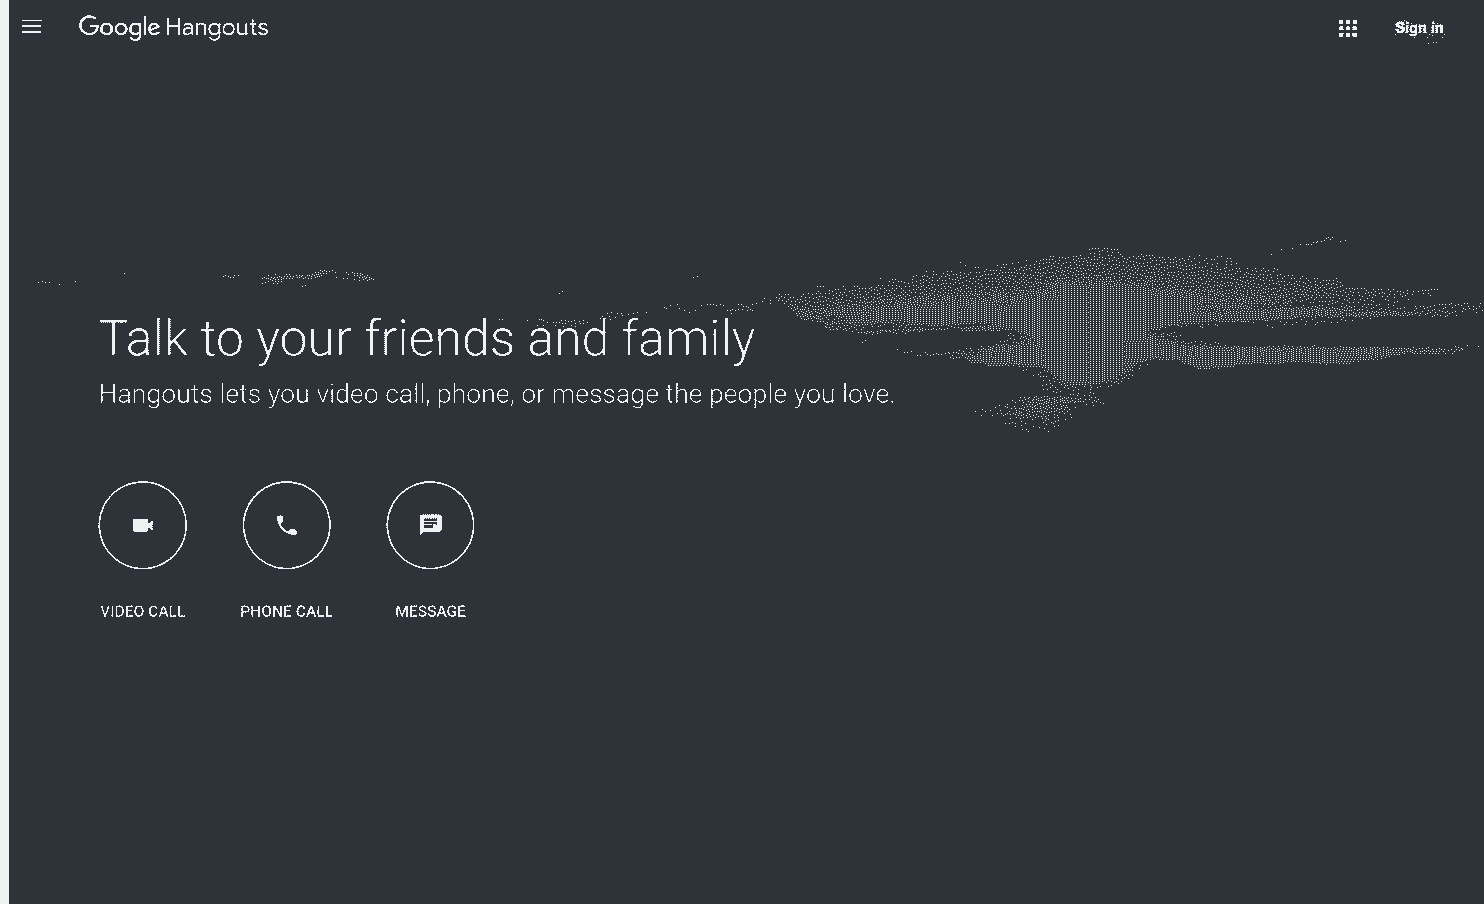 Google Hangouts
Sign in
Talk to your friends and family
Hangouts lets you video call, phone, or message the people you love.
VIDEO CALL
PHONE CALL
MESSAGE